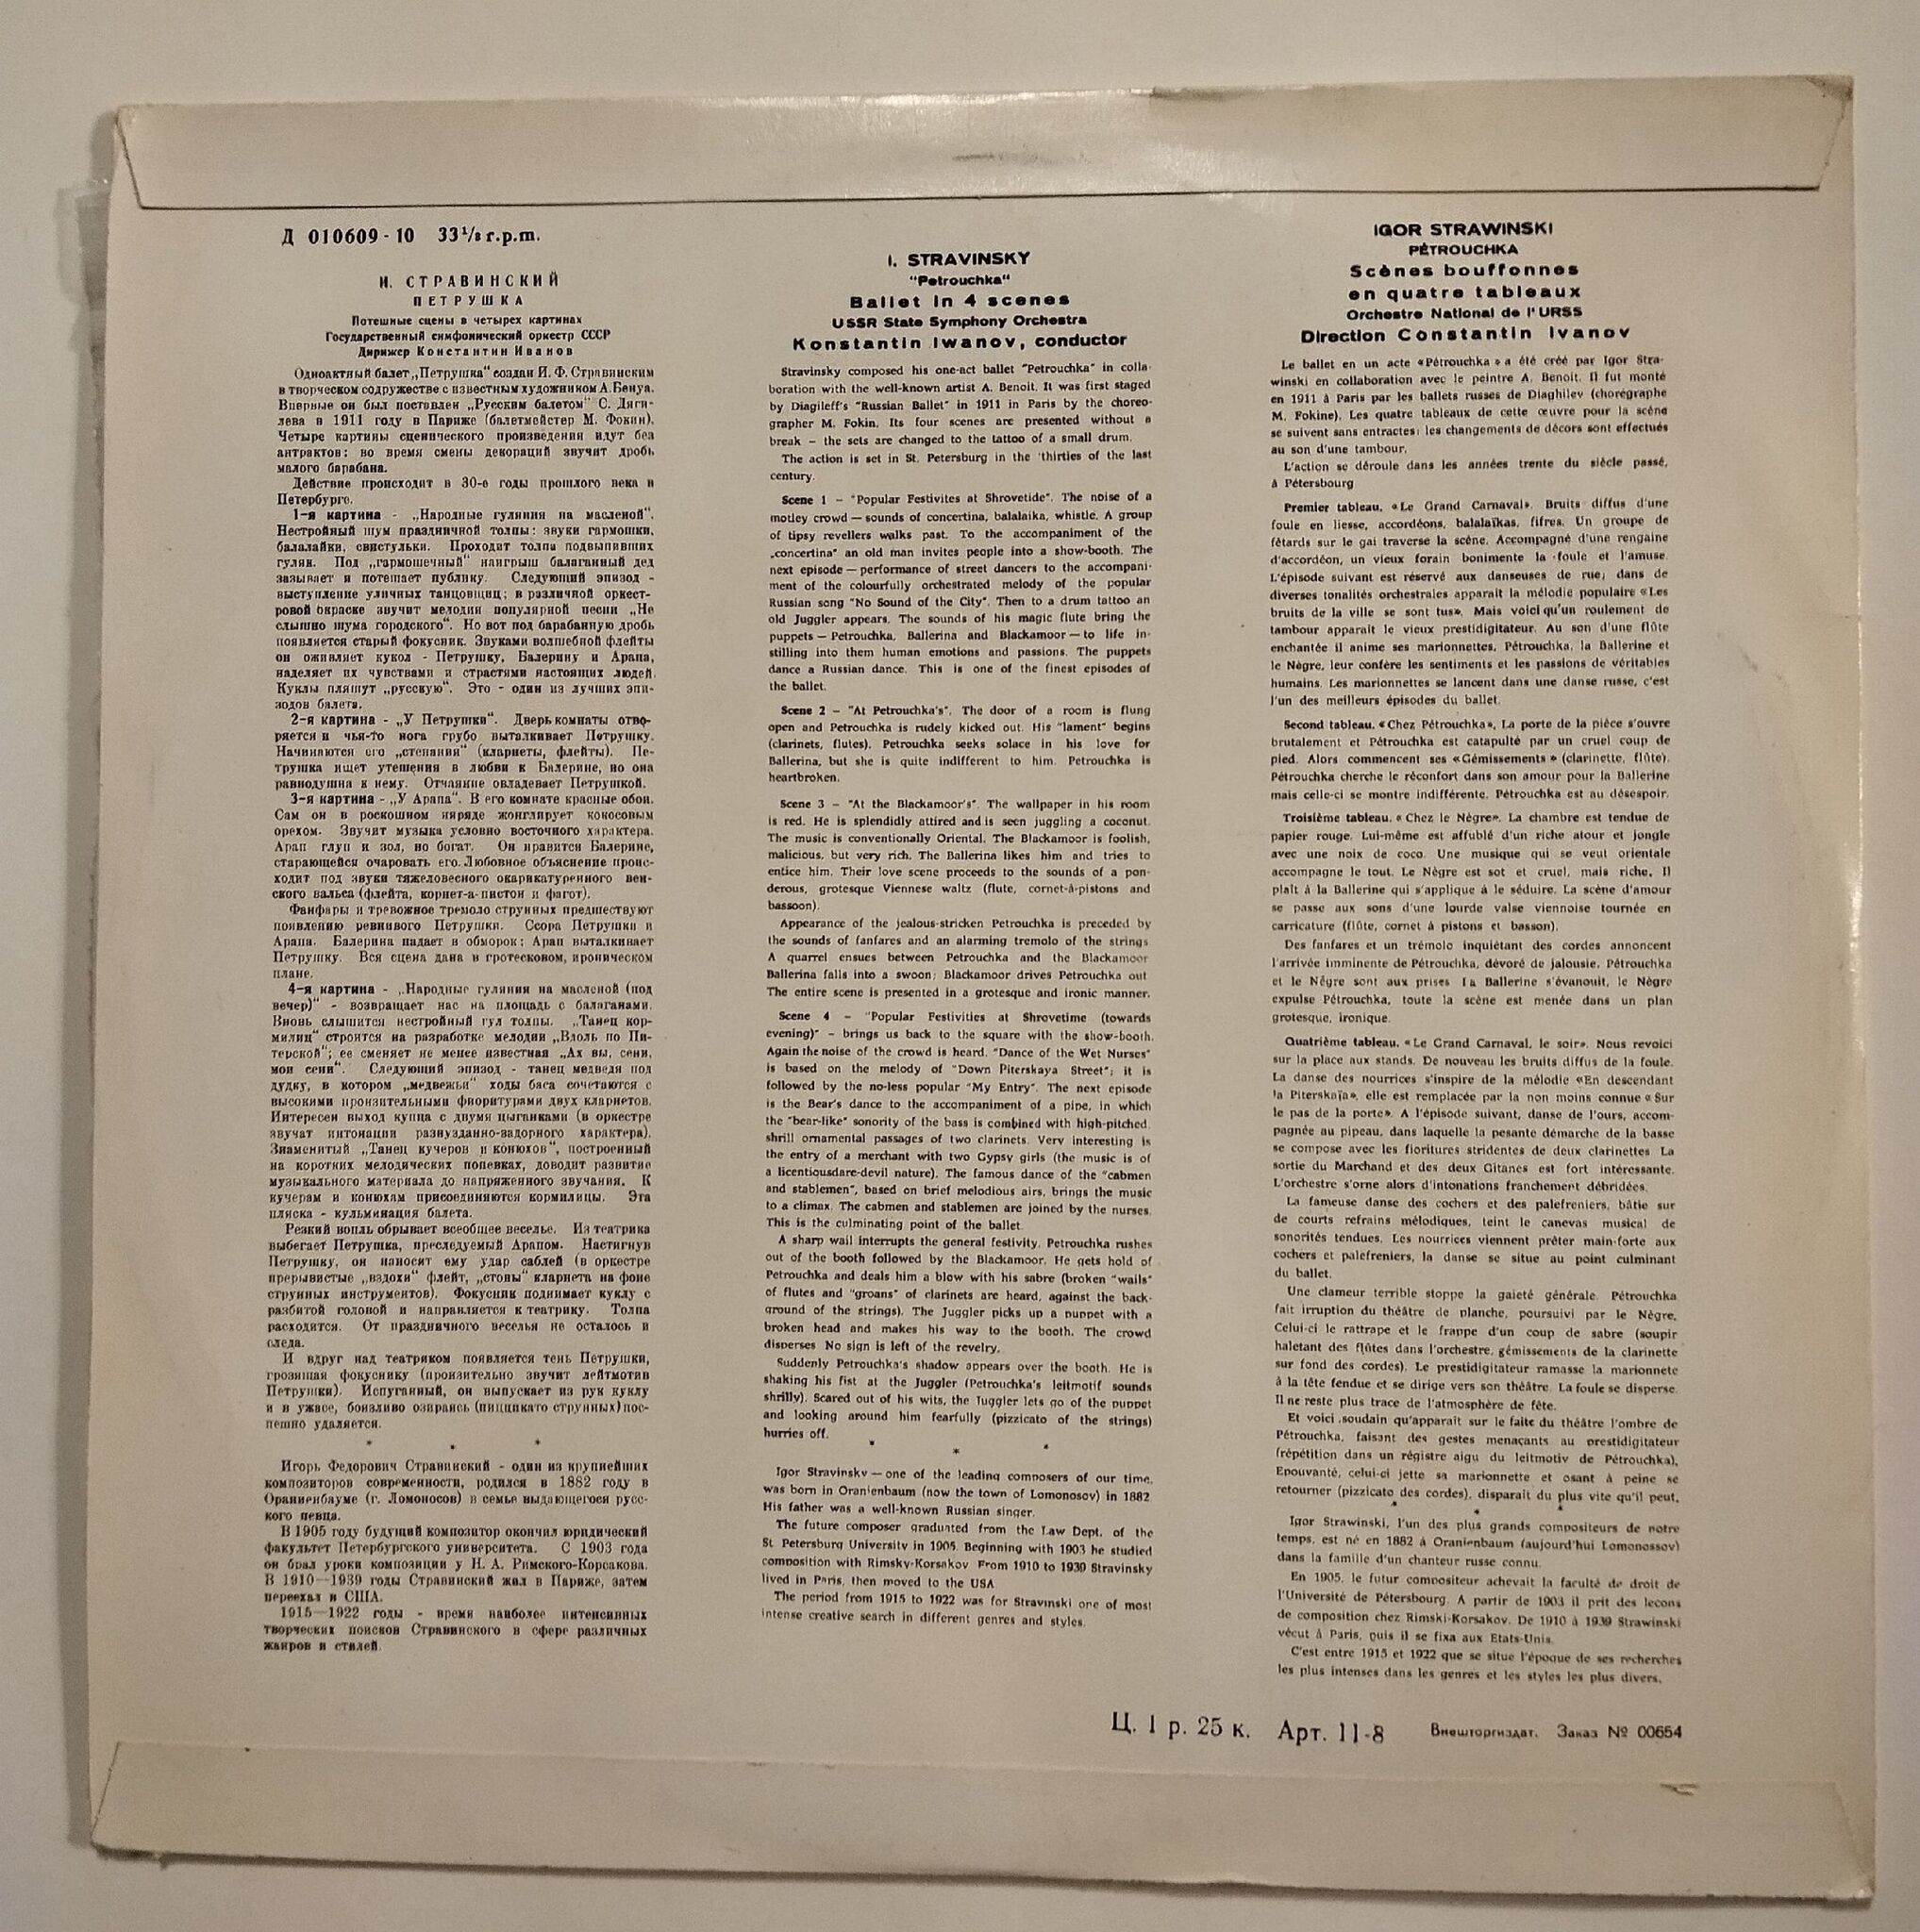 Д 010609-10 33⅓ r.p.m.
И. СТРАВИНСКИЙ
ПЕТРУШКА
Потешные сцены в четырех картинах
Государственный симфонический оркестр СССР
Дирижер Константин Иванов
Одноактный балет „Петрушка“ создан И. Ф. Стравинским
в творческом содружестве с известным художником А. Бенуа.
Впервые он был поставлен „Русским балетом“ С. Дяги-
лева в 1911 году в Париже (балетмейстер М. Фокин).
Четыре картины сценического произведения идут без
антрактов: во время смены декораций звучит дробь
малого барабана.
Действие происходит в 30-е годы прошлого века в
Петербурге.
1-я картина - „Народные гуляния на масленой“.
Нестройный шум праздничной толпы: звуки гармошки,
балалайки, свистульки. Проходит толпа подвыпивших
гуляк. Под „гармошечный“ наигрыш балаганный дед
зазывает и потешает публику. Следующий эпизод -
выступление уличных танцовщиц; в различной оркест-
ровой окраске звучит мелодия популярной песни „Не
слышно шума городского“. Но вот под барабанную дробь
появляется старый фокусник. Звуками волшебной флейты
он оживляет кукол - Петрушку, Балерину и Арапа,
наделяет их чувствами и страстями настоящих людей.
Куклы пляшут „русскую“. Это - один из лучших эпи-
зодов балета.
2-я картина - „У Петрушки“. Дверь комнаты отво-
ряется и чья-то нога грубо выталкивает Петрушку.
Начинаются его „стенания“ (кларнеты, флейты). Пе-
трушка ищет утешения в любви к Балерине, но она
равнодушна к нему. Отчаяние овладевает Петрушкой.
3-я картина - „У Арапа“. В его комнате красные обои.
Сам он в роскошном наряде жонглирует кокосовым
орехом. Звучит музыка условно восточного характера.
Арап глуп и зол, но богат. Он нравится Балерине,
старающейся очаровать его. Любовное объяснение проис-
ходит под звуки тяжеловесного окарикатуренного вен-
ского вальса (флейта, корнет-а-пистон и фагот).
Фанфары и тревожное тремоло струнных предшествуют
появлению ревнивого Петрушки. Ссора Петрушки и
Арапа. Балерина падает в обморок; Арап выталкивает
Петрушку. Вся сцена дана в гротесковом, ироническом
плане.
4-я картина - „Народные гуляния на масленой (под
вечер)“ - возвращает нас на площадь с балаганами.
Вновь слышится нестройный гул толпы. „Танец кор-
милиц“ строится на разработке мелодии „Вдоль по Пи-
терской“; ее сменяет не менее известная „Ах вы, сени,
мои сени“. Следующий эпизод - танец медведя под
дудку, в котором „медвежьи“ ходы баса сочетаются с
высокими пронзительными фиоритурами двух кларнетов.
Интересен выход купца с двумя цыганками (в оркестре
звучат интонации разнузданно-задорного характера).
Знаменитый „Танец кучеров и конюхов“, построенный
на коротких мелодических попевках, доводит развитие
музыкального материала до напряженного звучания. К
кучерам и конюхам присоединяются кормилицы. Эта
пляска - кульминация балета.
Резкий вопль обрывает всеобщее веселье. Из театрика
выбегает Петрушка, преследуемый Арапом. Настигнув
Петрушку, он наносит ему удар саблей (в оркестре
прерывистые „вздохи“ флейт, „стоны“ кларнета на фоне
струнных инструментов). Фокусник поднимает куклу с
разбитой головой и направляется к театрику. Толпа
расходится. От праздничного веселья не осталось и
следа.
И вдруг над театриком появляется тень Петрушки,
грозящая фокуснику (пронзительно звучит лейтмотив
Петрушки). Испуганный, он выпускает из рук куклу
и в ужасе, боязливо озираясь (пиццикато струнных) пос-
пешно удаляется.
* * *
Игорь Федорович Стравинский - один из крупнейших
композиторов современности, родился в 1882 году в
Ораниенбауме (г. Ломоносов) в семье выдающегося русс-
кого певца.
В 1905 году будущий композитор окончил юридический
факультет Петербургского университета. С 1903 года
он брал уроки композиции у Н. А. Римского-Корсакова.
В 1910—1939 годы Стравинский жил в Париже, затем
переехал в США.
1915—1922 годы - время наиболее интенсивных
творческих поисков Стравинского в сфере различных
жанров и стилей.
I. STRAVINSKY
"Petrouchka"
Ballet in 4 scenes
USSR State Symphony Orchestra
Konstantin Iwanov, conductor
Stravinsky composed his one-act ballet "Petrouchka" in colla-
boration with the well-known artist A. Benoit. It was first staged
by Diagileff's "Russian Ballet" in 1911 in Paris by the choreo-
grapher M. Fokin. Its four scenes are presented without a
break – the sets are changed to the tattoo of a small drum.
The action is set in St. Petersburg in the 'thirties of the last
century.
Scene 1 – "Popular Festivites at Shrovetide". The noise of a
motley crowd — sounds of concertina, balalaika, whistle. A group
of tipsy revellers walks past. To the accompaniment of the
„concertina" an old man invites people into a show-booth. The
next episode — performance of street dancers to the accompani-
ment of the colourfully orchestrated melody of the popular
Russian song "No Sound of the City". Then to a drum tattoo an
old Juggler appears. The sounds of his magic flute bring the
puppets — Petrouchka, Ballerina and Blackamoor — to life in-
stilling into them human emotions and passions. The puppets
dance a Russian dance. This is one of the finest episodes of
the ballet.
Scene 2 – "At Petrouchka's". The door of a room is flung
open and Petrouchka is rudely kicked out. His "lament" begins
(clarinets, flutes). Petrouchka seeks solace in his love for
Ballerina, but she is quite indifferent to him. Petrouchka is
heartbroken.
Scene 3 – "At the Blackamoor's". The wallpaper in his room
is red. He is splendidly attired and is seen juggling a coconut.
The music is conventionally Oriental. The Blackamoor is foolish,
malicious, but very rich. The Ballerina likes him and tries to
entice him. Their love scene proceeds to the sounds of a pon-
derous, grotesque Viennese waltz (flute, cornet-à-pistons and
bassoon).
Appearance of the jealous-stricken Petrouchka is preceded by
the sounds of fanfares and an alarming tremolo of the strings
A quarrel ensues between Petrouchka and the Blackamoor
Ballerina falls into a swoon; Blackamoor drives Petrouchka out
The entire scene is presented in a grotesque and ironic manner.
Scene 4 – "Popular Festivities at Shrovetime (towards
evening)" – brings us back to the square with the show-booth.
Again the noise of the crowd is heard. "Dance of the Wet Nurses"
is based on the melody of "Down Piterskaya Street"; it is
followed by the no-less popular "My Entry". The next episode
is the Bear's dance to the accompaniment of a pipe, in which
the "bear-like" sonority of the bass is combined with high-pitched,
shrill ornamental passages of two clarinets. Very interesting is
the entry of a merchant with two Gypsy girls (the music is of
a licentiousdare-devil nature). The famous dance of the "cabmen
and stablemen", based on brief melodious airs, brings the music
to a climax. The cabmen and stablemen are joined by the nurses.
This is the culminating point of the ballet.
A sharp wail interrupts the general festivity. Petrouchka rushes
out of the booth followed by the Blackamoor. He gets hold of
Petrouchka and deals him a blow with his sabre (broken "wails"
of flutes and "groans" of clarinets are heard, against the back-
ground of the strings). The Juggler picks up a puppet with a
broken head and makes his way to the booth. The crowd
disperses No sign is left of the revelry.
Suddenly Petrouchka's shadow appears over the booth. He is
shaking his fist at the Juggler (Petrouchka's leitmotif sounds
shrilly). Scared out of his wits, the Juggler lets go of the puppet
and looking around him fearfully (pizzicato of the strings)
hurries off.
* * *
Igor Stravinsky — one of the leading composers of our time,
was born in Oranienbaum (now the town of Lomonosov) in 1882
His father was a well-known Russian singer.
The future composer graduated from the Law Dept. of the
St Petersburg University in 1905. Beginning with 1903 he studied
composition with Rimsky-Korsakov From 1910 to 1939 Stravinsky
lived in Paris, then moved to the USA
The period from 1915 to 1922 was for Stravinski one of most
intense creative search in different genres and styles.
IGOR STRAWINSKI
PÉTROUCHKA
Scènes bouffonnes
en quatre tableaux
Orchestre National de l'URSS
Direction Constantin Ivanov
Le ballet en un acte «Pétrouchka» a été créé par Igor Stra-
winski en collaboration avec le peintre A. Benoit. Il fut monté
en 1911 à Paris par les ballets russes de Diaghilev (chorégraphe
M. Fokine). Les quatre tableaux de cette œuvre pour la scène
se suivent sans entractes: les changements de décors sont effectués
au son d'une tambour.
L'action se déroule dans les années trente du siècle passé,
à Pétersbourg
Premier tableau. «Le Grand Carnaval». Bruits diffus d'une
foule en liesse, accordéons, balalaïkas, fifres. Un groupe de
fêtards sur le gai traverse la scène. Accompagné d'une rengaine
d'accordéon, un vieux forain bonimente la foule et l'amuse.
L'épisode suivant est réservé aux danseuses de rue; dans de
diverses tonalités orchestrales apparaît la mélodie populaire «Les
bruits de la ville se sont tus». Mais voici qu'un roulement de
tambour apparaît le vieux prestidigitateur. Au son d'une flûte
enchantée il anime ses marionnettes, Pétrouchka, la Ballerine et
le Nègre, leur confère les sentiments et les passions de véritables
humains. Les marionnettes se lancent dans une danse russe, c'est
l'un des meilleurs épisodes du ballet.
Second tableau. «Chez Pétrouchka». La porte de la pièce s'ouvre
brutalement et Pétrouchka est catapulté par un cruel coup de
pied. Alors commencent ses «Gémissements» (clarinette, flûte).
Pétrouchka cherche le réconfort dans son amour pour la Ballerine
mais celle-ci se montre indifférente. Pétrouchka est au désespoir.
Troisième tableau. «Chez le Nègre». La chambre est tendue de
papier rouge. Lui-même est affublé d'un riche atour et jongle
avec une noix de coco. Une musique qui se veut orientale
accompagne le tout. Le Nègre est sot et cruel, mais riche. Il
plaît à la Ballerine qui s'applique à le séduire. La scène d'amour
se passe aux sons d'une lourde valse viennoise tournée en
carricature (flûte, cornet à pistons et basson).
Des fanfares et un trémolo inquiétant des cordes annoncent
l'arrivée imminente de Pétrouchka, dévoré de jalousie. Pétrouchka
et le Nègre sont aux prises La Ballerine s'évanouit, le Nègre
expulse Pétrouchka, toute la scène est menée dans un plan
grotesque, ironique.
Quatrième tableau. «Le Grand Carnaval, le soir». Nous revoici
sur la place aux stands. De nouveau les bruits diffus de la foule.
La danse des nourrices s'inspire de la mélodie «En descendant
la Piterskaïa», elle est remplacée par la non moins connue «Sur
le pas de la porte». A l'épisode suivant, danse de l'ours, accom-
pagnée au pipeau, dans laquelle la pesante démarche de la basse
se compose avec les fioritures stridentes de deux clarinettes La
sortie du Marchand et des deux Gitanes est fort intéressante.
L'orchestre s'orne alors d'intonations franchement débridées.
La fameuse danse des cochers et des palefreniers, bâtie sur
de courts refrains mélodiques, teint le canevas musical de
sonorités tendues. Les nourrices viennent prêter main-forte aux
cochers et palefreniers, la danse se situe au point culminant
du ballet.
Une clameur terrible stoppe la gaieté générale. Pétrouchka
fait irruption du théâtre de planche, poursuivi par le Nègre.
Celui-ci le rattrape et le frappe d'un coup de sabre (soupir
haletant des flûtes dans l'orchestre, gémissements de la clarinette
sur fond des cordes). Le prestidigitateur ramasse la marionnete
à la tête fendue et se dirige vers son théâtre. La foule se disperse.
Il ne reste plus trace de l'atmosphère de fête.
Et voici soudain qu'apparaît sur le faîte du théâtre l'ombre de
Pétrouchka, faisant des gestes menaçants au prestidigitateur
(répétition dans un régistre aigu du leitmotiv de Pétrouchka),
Epouvanté, celui-ci jette sa marionnette et osant à peine se
retourner (pizzicato des cordes), disparaît du plus vite qu'il peut.
* * *
Igor Strawinski, l'un des plus grands compositeurs de notre
temps, est né en 1882 à Oranienbaum (aujourd'hui Lomonossov)
dans la famille d'un chanteur russe connu.
En 1905, le futur compositeur achevait la faculté de droit de
l'Université de Pétersbourg. A partir de 1903 il prit des lecons
de composition chez Rimski-Korsakov. De 1910 à 1939 Strawinski
vécut à Paris, puis il se fixa aux Etats-Unis.
C'est entre 1915 et 1922 que se situe l'époque de ses recherches
les plus intenses dans les genres et les styles les plus divers.
Ц. 1 р. 25 к. Арт. 11-8 Внешторгиздат. Заказ № 00654